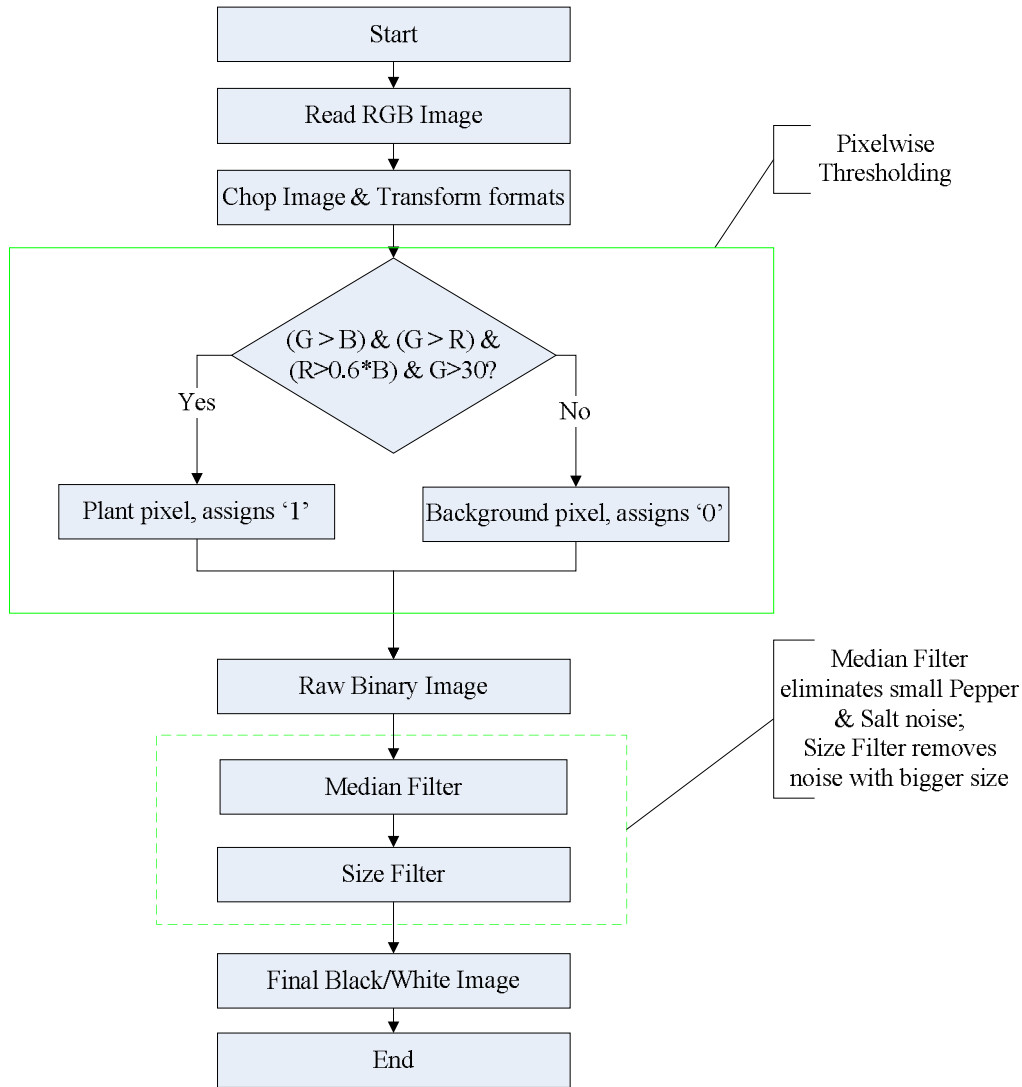 Start
Read RGB Image
Pixelwise
Thresholding
Chop Image & Transform formats
(G > B) & (G > R) &
(R>0.6*B) & G>30?
Yes
No
Plant pixel, assigns ‘1’
Background pixel, assigns ‘0’
Raw Binary Image
Median Filter
eliminates small Pepper
& Salt noise;
Size Filter removes
noise with bigger size
Median Filter
Size Filter
Final Black/White Image
End